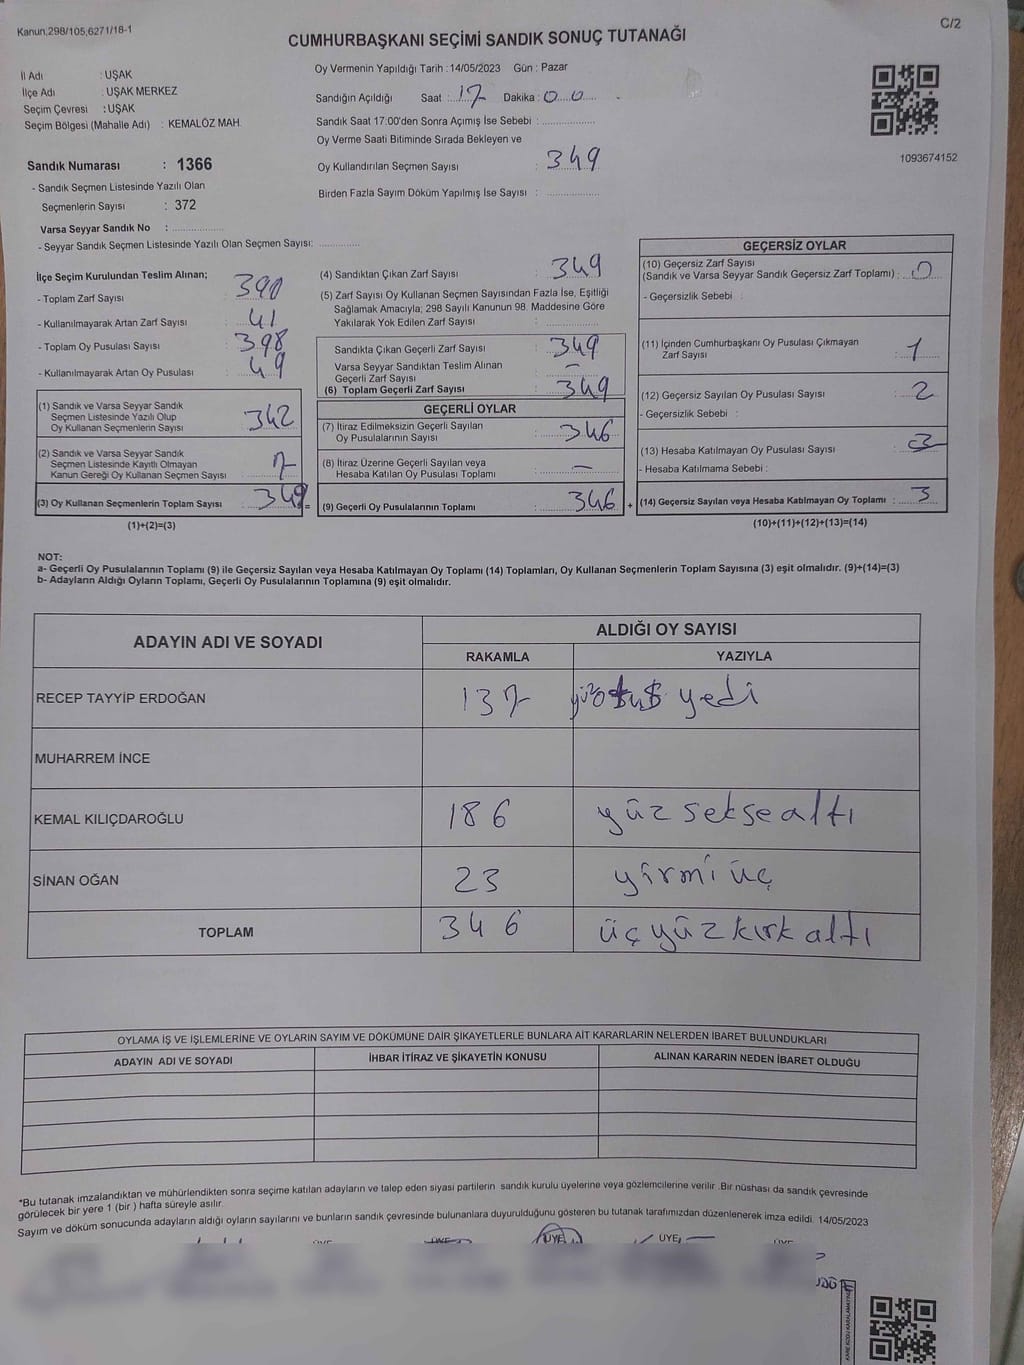 Kanun,298/105,6271/18-1
C/2
CUMHURBAŞKANI SEÇİMİ SANDIK SONUÇ TUTANAĞI
İl Adı : UŞAK
İlçe Adı : UŞAK MERKEZ
Seçim Çevresi : UŞAK
Seçim Bölgesi (Mahalle Adı) : KEMALÖZ MAH.
Oy Vermenin Yapıldığı Tarih : 14/05/2023 Gün : Pazar
Sandığın Açıldığı Saat : 17 Dakika : 00
Sandık Saat 17:00'den Sonra Açımış İse Sebebi :
Oy Verme Saati Bitiminde Sırada Bekleyen ve
Oy Kullandırılan Seçmen Sayısı : 349
Birden Fazla Sayım Döküm Yapılmış İse Sayısı :
1093674152
Sandık Numarası : 1366
- Sandık Seçmen Listesinde Yazılı Olan
Seçmenlerin Sayısı : 372
Varsa Seyyar Sandık No :
- Seyyar Sandık Seçmen Listesinde Yazılı Olan Seçmen Sayısı:
İlçe Seçim Kurulundan Teslim Alınan;
- Toplam Zarf Sayısı : 390
- Kullanılmayarak Artan Zarf Sayısı : 41
- Toplam Oy Pusulası Sayısı : 398
- Kullanılmayarak Artan Oy Pusulası : 49
(1) Sandık ve Varsa Seyyar Sandık
Seçmen Listesinde Yazılı Olup
Oy Kullanan Seçmenlerin Sayısı : 342
(2) Sandık ve Varsa Seyyar Sandık
Seçmen Listesinde Kayıtlı Olmayan
Kanun Gereği Oy Kullanan Seçmen Sayısı : 7
(3) Oy Kullanan Seçmenlerin Toplam Sayısı : 349 =
(1)+(2)=(3)
(4) Sandıktan Çıkan Zarf Sayısı : 349
(5) Zarf Sayısı Oy Kullanan Seçmen Sayısından Fazla İse, Eşitliği
Sağlamak Amacıyla; 298 Sayılı Kanunun 98. Maddesine Göre
Yakılarak Yok Edilen Zarf Sayısı :
Sandıkta Çıkan Geçerli Zarf Sayısı : 349
Varsa Seyyar Sandıktan Teslim Alınan
Geçerli Zarf Sayısı : –
(6) Toplam Geçerli Zarf Sayısı : 349
GEÇERLİ OYLAR
(7) İtiraz Edilmeksizin Geçerli Sayılan
Oy Pusulalarının Sayısı : 346
(8) İtiraz Üzerine Geçerli Sayılan veya
Hesaba Katılan Oy Pusulası Toplamı : –
(9) Geçerli Oy Pusulalarının Toplamı : 346 +
GEÇERSİZ OYLAR
(10) Geçersiz Zarf Sayısı
(Sandık ve Varsa Seyyar Sandık Geçersiz Zarf Toplamı) : 0
- Geçersizlik Sebebi :
(11) İçinden Cumhurbaşkanı Oy Pusulası Çıkmayan
Zarf Sayısı : 1
(12) Geçersiz Sayılan Oy Pusulası Sayısı : 2
- Geçersizlik Sebebi :
(13) Hesaba Katılmayan Oy Pusulası Sayısı :
- Hesaba Katılmama Sebebi :
(14) Geçersiz Sayılan veya Hesaba Katılmayan Oy Toplamı : 3
(10)+(11)+(12)+(13)=(14)
NOT:
a- Geçerli Oy Pusulalarının Toplamı (9) ile Geçersiz Sayılan veya Hesaba Katılmayan Oy Toplamı (14) Toplamları, Oy Kullanan Seçmenlerin Toplam Sayısına (3) eşit olmalıdır. (9)+(14)=(3)
b- Adayların Aldığı Oyların Toplamı, Geçerli Oy Pusulalarının Toplamına (9) eşit olmalıdır.
ADAYIN ADI VE SOYADI
ALDIĞI OY SAYISI
RAKAMLA YAZIYLA
RECEP TAYYİP ERDOĞAN 137 yedi
MUHARREM İNCE
KEMAL KILIÇDAROĞLU 186 yüz seksealtı
SİNAN OĞAN 23 yirmi üç
TOPLAM 346 üçyüzkırkaltı
OYLAMA İŞ VE İŞLEMLERİNE VE OYLARIN SAYIM VE DÖKÜMÜNE DAİR ŞİKAYETLERLE BUNLARA AİT KARARLARIN NELERDEN İBARET BULUNDUKLARI
ADAYIN ADI VE SOYADI İHBAR İTİRAZ VE ŞİKAYETİN KONUSU ALINAN KARARIN NEDEN İBARET OLDUĞU
*Bu tutanak imzalandıktan ve mühürlendikten sonra seçime katılan adayların ve talep eden siyasi partilerin sandık kurulu üyelerine veya gözlemcilerine verilir .Bir nüshası da sandık çevresinde
görülecek bir yere 1 (bir ) hafta süreyle asılır.
Sayım ve döküm sonucunda adayların aldığı oyların sayılarını ve bunların sandık çevresinde bulunanlara duyurulduğunu gösteren bu tutanak tarafımızdan düzenlenerek imza edildi. 14/05/2023
ÜYE ÜYE ÜYE ÜYE ÜYE